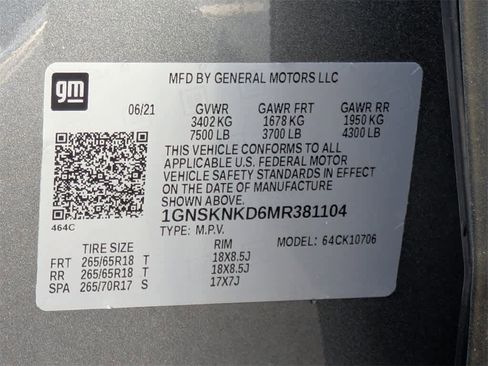 gm
MFD BY GENERAL MOTORS LLC
06/21 GVWR GAWR FRT GAWR RR
3402 KG 1678 KG 1950 KG
7500 LB 3700 LB 4300 LB
THIS VEHICLE CONFORMS TO ALL
APPLICABLE U.S. FEDERAL MOTOR
VEHICLE SAFETY STANDARDS IN EFFECT
ON THE DATE OF MANUFACTURE
SHOWN ABOVE.
1GNSKNKD6MR381104
464C
TYPE: M.P.V. MODEL: 64CK10706
TIRE SIZE RIM
FRT 265/65R18 T 18X8.5J
RR 265/65R18 T 18X8.5J
SPA 265/70R17 S 17X7J